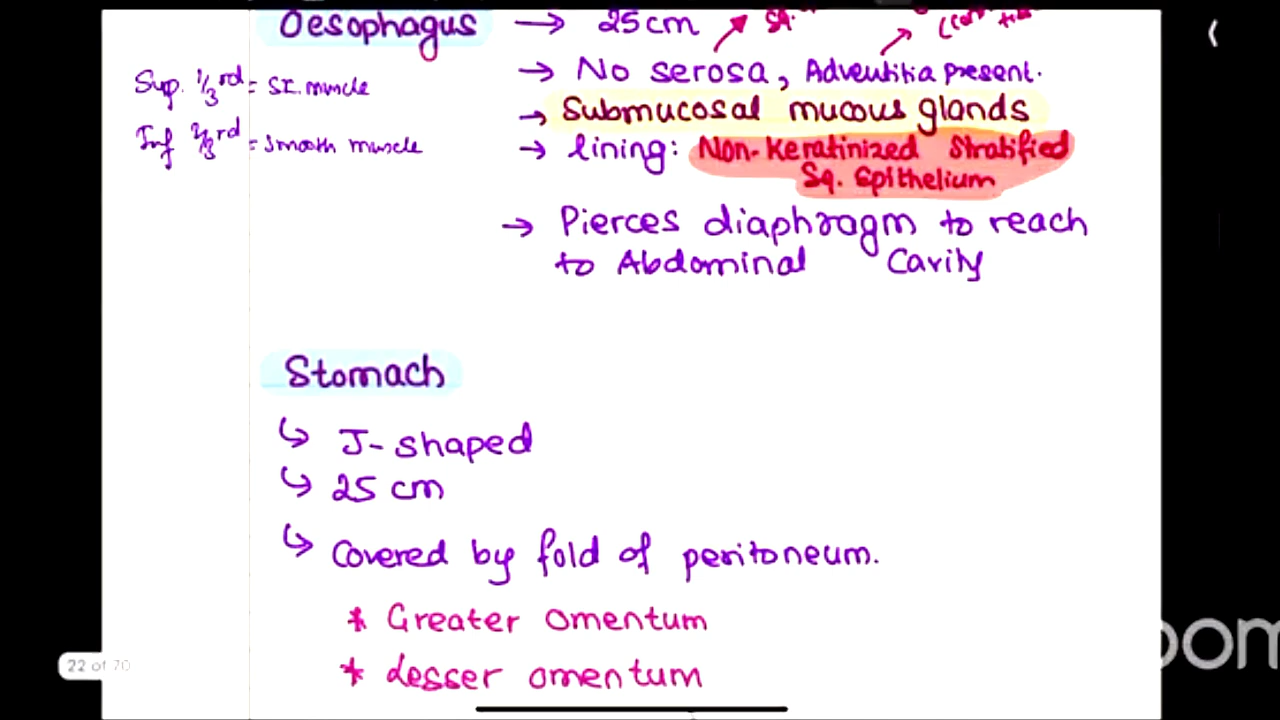 Oesophagus → 25cm
→ No serosa, Adventitia present.
Sup. 1/3rd = St. muscle
→ Submucosal mucous glands
Inf 2/3rd = Smooth muscle
→ lining: Non-Keratinized Stratified
Sq. Epithelium
→ Pierces diaphragm to reach
to Abdominal Cavity
Stomach
↳ J-shaped
↳ 25 cm
↳ Covered by fold of peritoneum.
* Greater omentum
* Lesser omentum
22 of 70